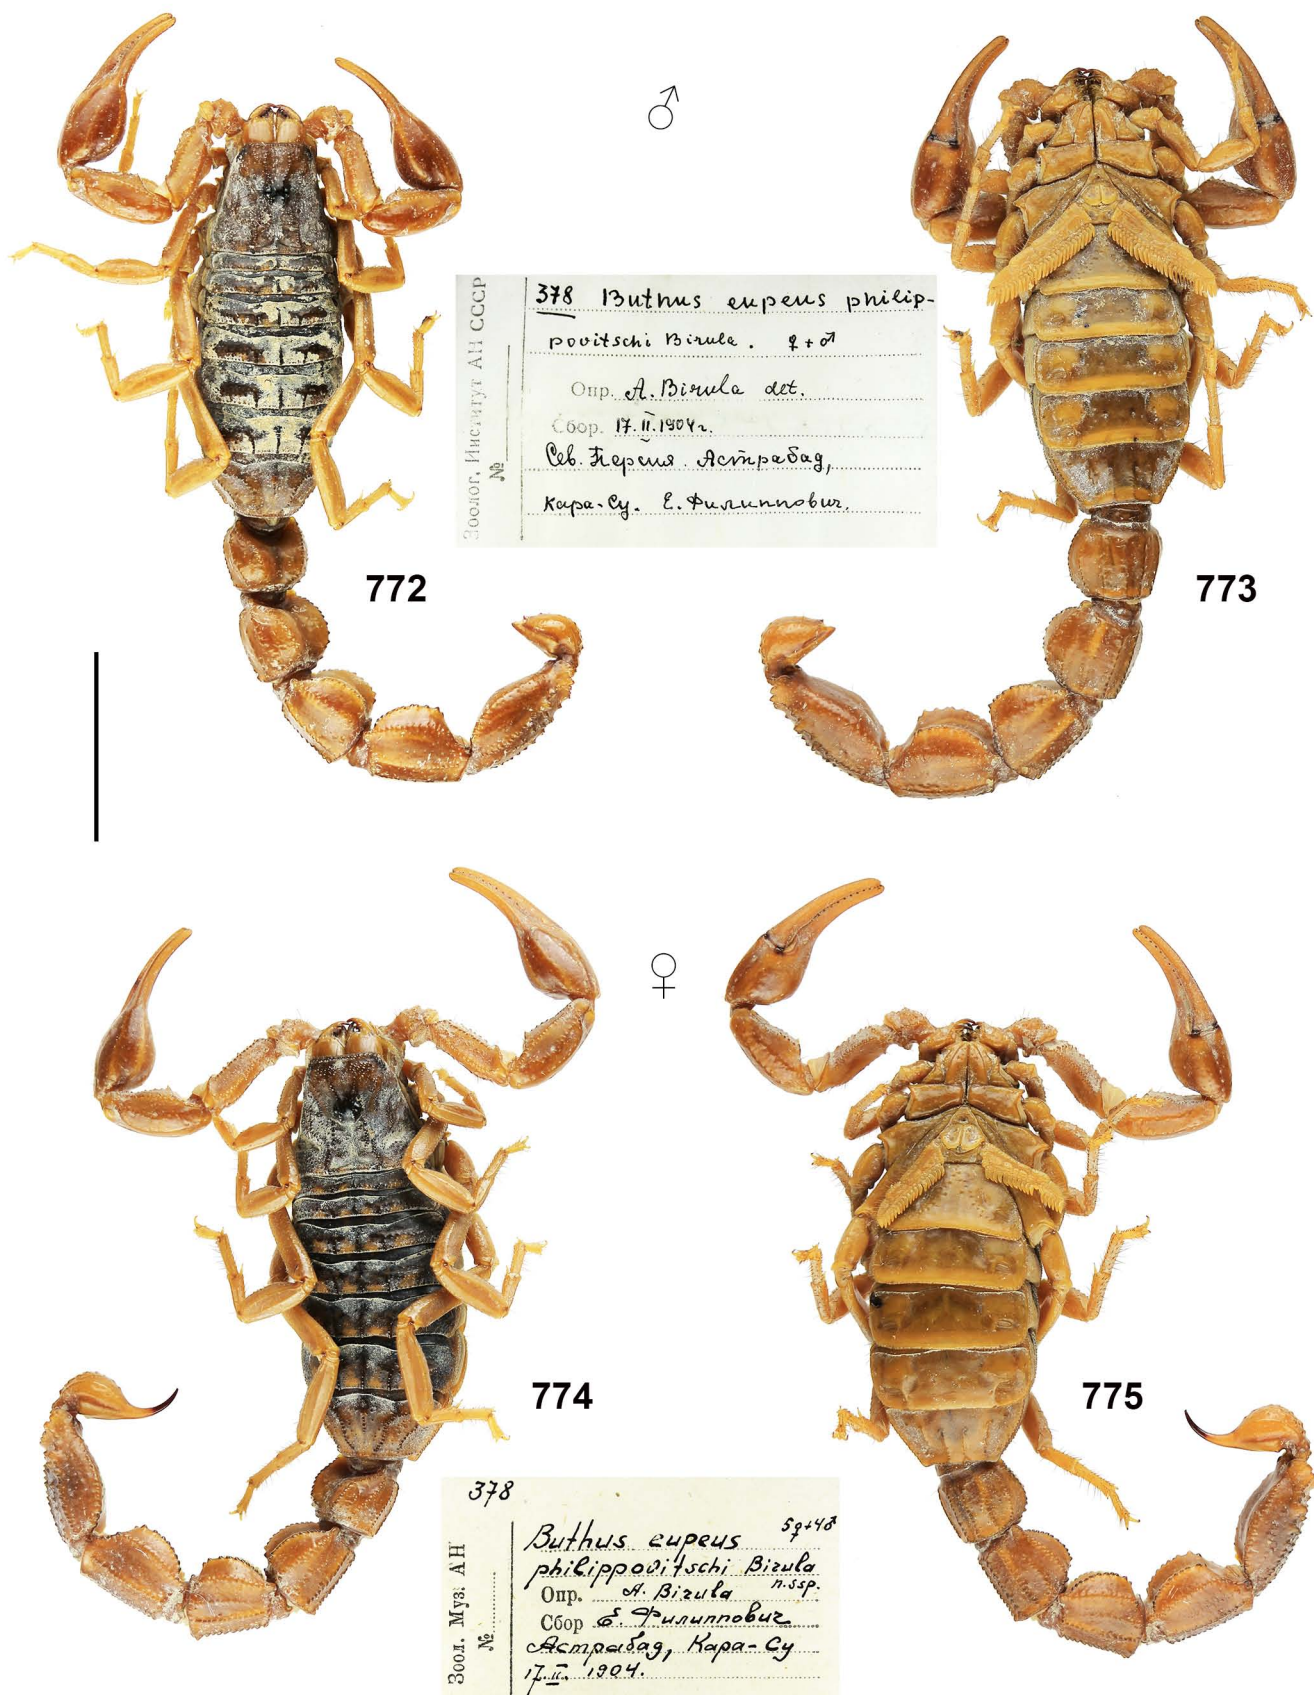 ♂
Зоолог. Институт АН СССР
№
378 Buthus eupeus philip-
povitschi Birula. ♀+♂
Опр. A. Birula det.
Сбор. 17.II.1904 г.
Сев. Персия. Астрабад,
Кара-Су. Е. Филиппович.
772
773
♀
774
775
378
Зоол. Муз. АН
№
Buthus eupeus 5♀+4♂
philippovitschi Birula
n.ssp.
Опр. A. Birula
Сбор Е. Филиппович
Астрабад, Кара-Су
17.II. 1904.